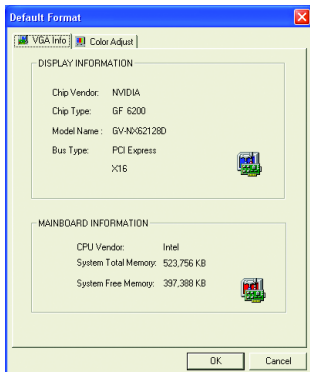 Default Format
VGA Info Color Adjust
DISPLAY INFORMATION
Chip Vendor: NVIDIA
Chip Type: GF 6200
Model Name : GV-NX62128D
Bus Type: PCI Express
X16
MAINBOARD INFORMATION
CPU Vendor: Intel
System Total Memory: 523,756 KB
System Free Memory: 397,388 KB
OK Cancel